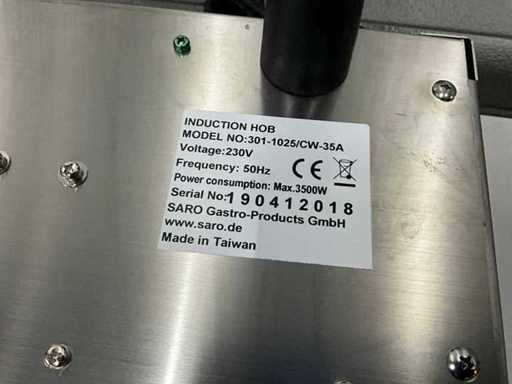 INDUCTION HOB
MODEL NO:301-1025/CW-35A
Voltage:230V
Frequency: 50Hz
CE
Power consumption: Max.3500W
Serial No:190412018
SARO Gastro-Products GmbH
www.saro.de
Made in Taiwan